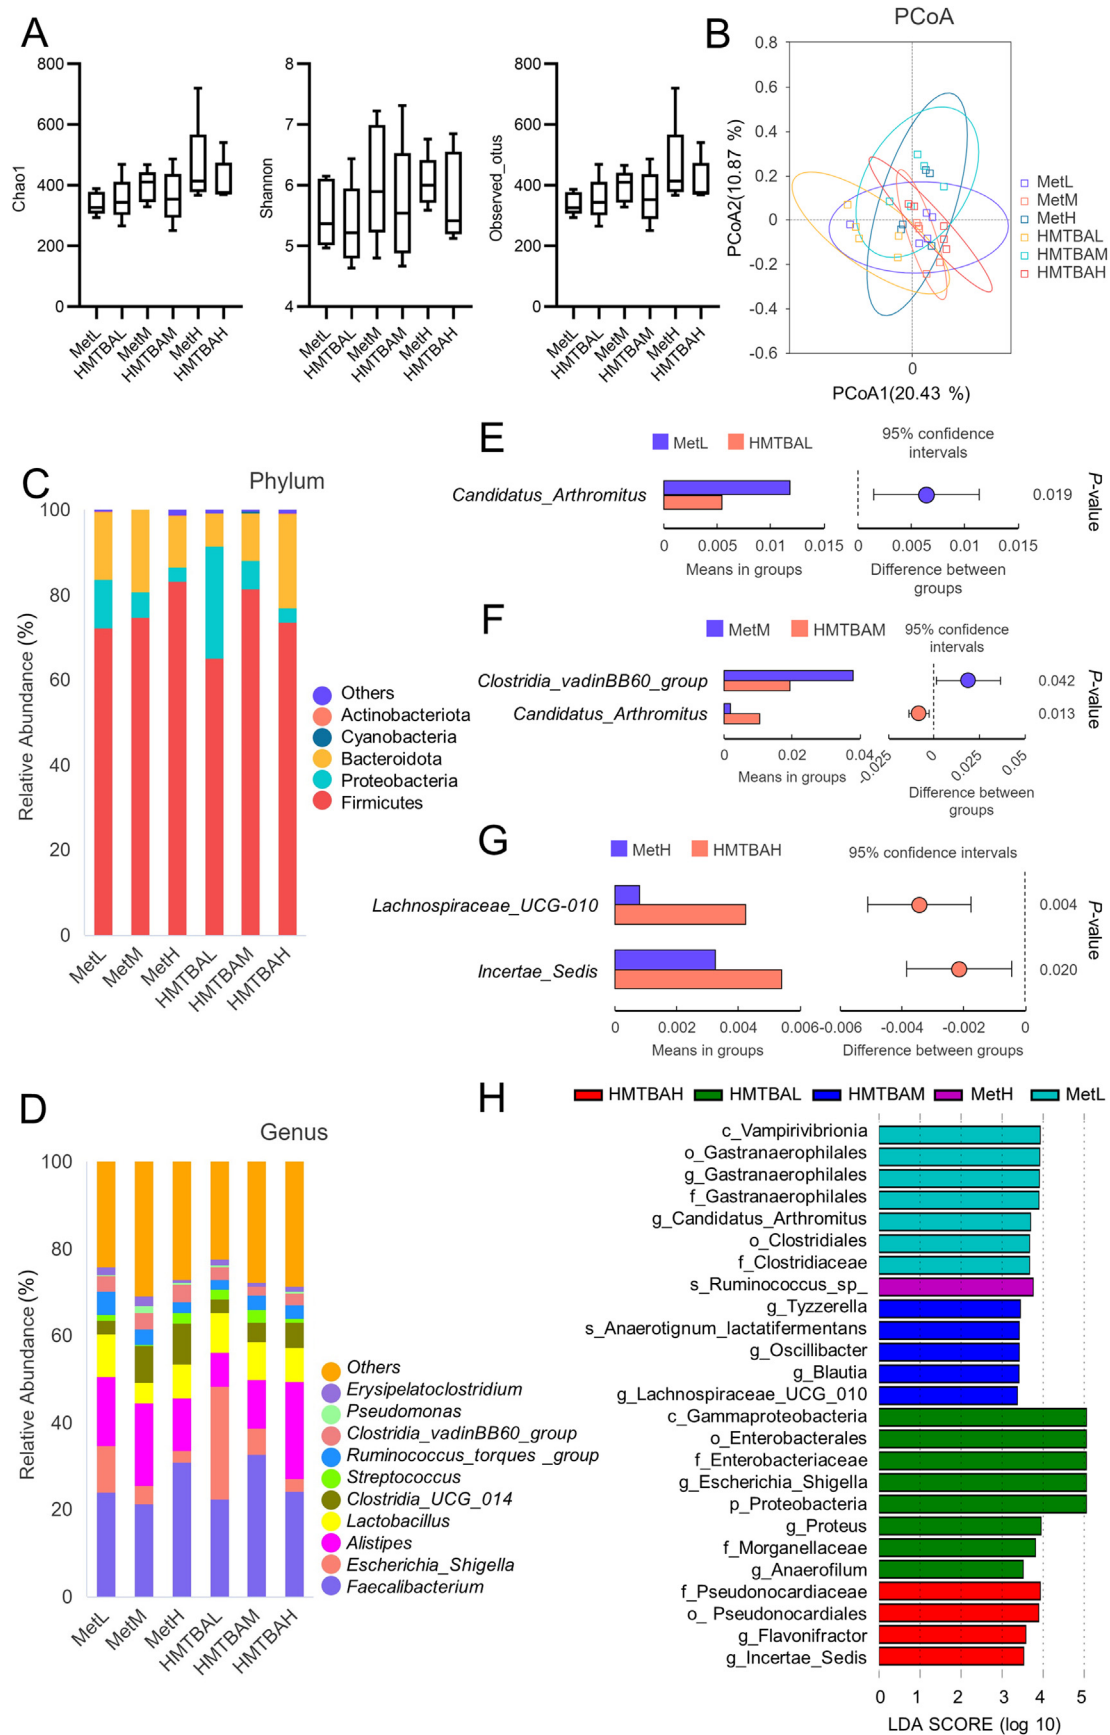 A
800
600
400
200
0
Chao1
MetL
HMTBAL
MetM
HMTBAM
MetH
HMTBAH
8
7
6
5
4
Shannon
MetL
HMTBAL
MetM
HMTBAM
MetH
HMTBAH
800
600
400
200
0
Observed_otus
MetL
HMTBAL
MetM
HMTBAM
MetH
HMTBAH
B
PCoA
0.8
0.6
0.4
0.2
0
-0.2
-0.4
-0.6
PCoA2(10.87 %)
0
PCoA1(20.43 %)
MetL
MetM
MetH
HMTBAL
HMTBAM
HMTBAH
C
Phylum
100
80
60
40
20
0
Relative Abundance (%)
MetL
MetM
MetH
HMTBAL
HMTBAM
HMTBAH
Others
Actinobacteriota
Cyanobacteria
Bacteroidota
Proteobacteria
Firmicutes
E
MetL
HMTBAL
95% confidence
intervals
Candidatus_Arthromitus
0.019
P-value
0
0.005
0.010
0.015
Means in groups
0
0.005
0.010
0.015
Difference between
groups
F
MetM
HMTBAM
95% confidence
intervals
Clostridia_vadinBB60_group
0.042
Candidatus_Arthromitus
0.013
P-value
0
0.02
0.04
Means in groups
-0.025
0
0.025
0.05
Difference between
groups
G
MetH
HMTBAH
95% confidence intervals
Lachnospiraceae_UCG-010
0.004
Incertae_Sedis
0.020
P-value
0
0.002
0.004
0.006
Means in groups
-0.006
-0.004
-0.002
0
Difference between groups
D
Genus
100
80
60
40
20
0
Relative Abundance (%)
MetL
MetM
MetH
HMTBAL
HMTBAM
HMTBAH
Others
Erysipelatoclostridium
Pseudomonas
Clostridia_vadinBB60_group
Ruminococcus_torques _group
Streptococcus
Clostridia_UCG_014
Lactobacillus
Alistipes
Escherichia_Shigella
Faecalibacterium
H
HMTBAH
HMTBAL
HMTBAM
MetH
MetL
c_Vampirivibrionia
o_Gastranaerophilales
g_Gastranaerophilales
f_Gastranaerophilales
g_Candidatus_Arthromitus
o_Clostridiales
f_Clostridiaceae
s_Ruminococcus_sp_
g_Tyzzerella
s_Anaerotignum_lactatifermentans
g_Oscillibacter
g_Blautia
g_Lachnospiraceae_UCG_010
c_Gammaproteobacteria
o_Enterobacterales
f_Enterobacteriaceae
g_Escherichia_Shigella
p_Proteobacteria
g_Proteus
f_Morganellaceae
g_Anaerofilum
f_Pseudonocardiaceae
o_ Pseudonocardiales
g_Flavonifractor
g_Incertae_Sedis
0
1
2
3
4
5
LDA SCORE (log 10)